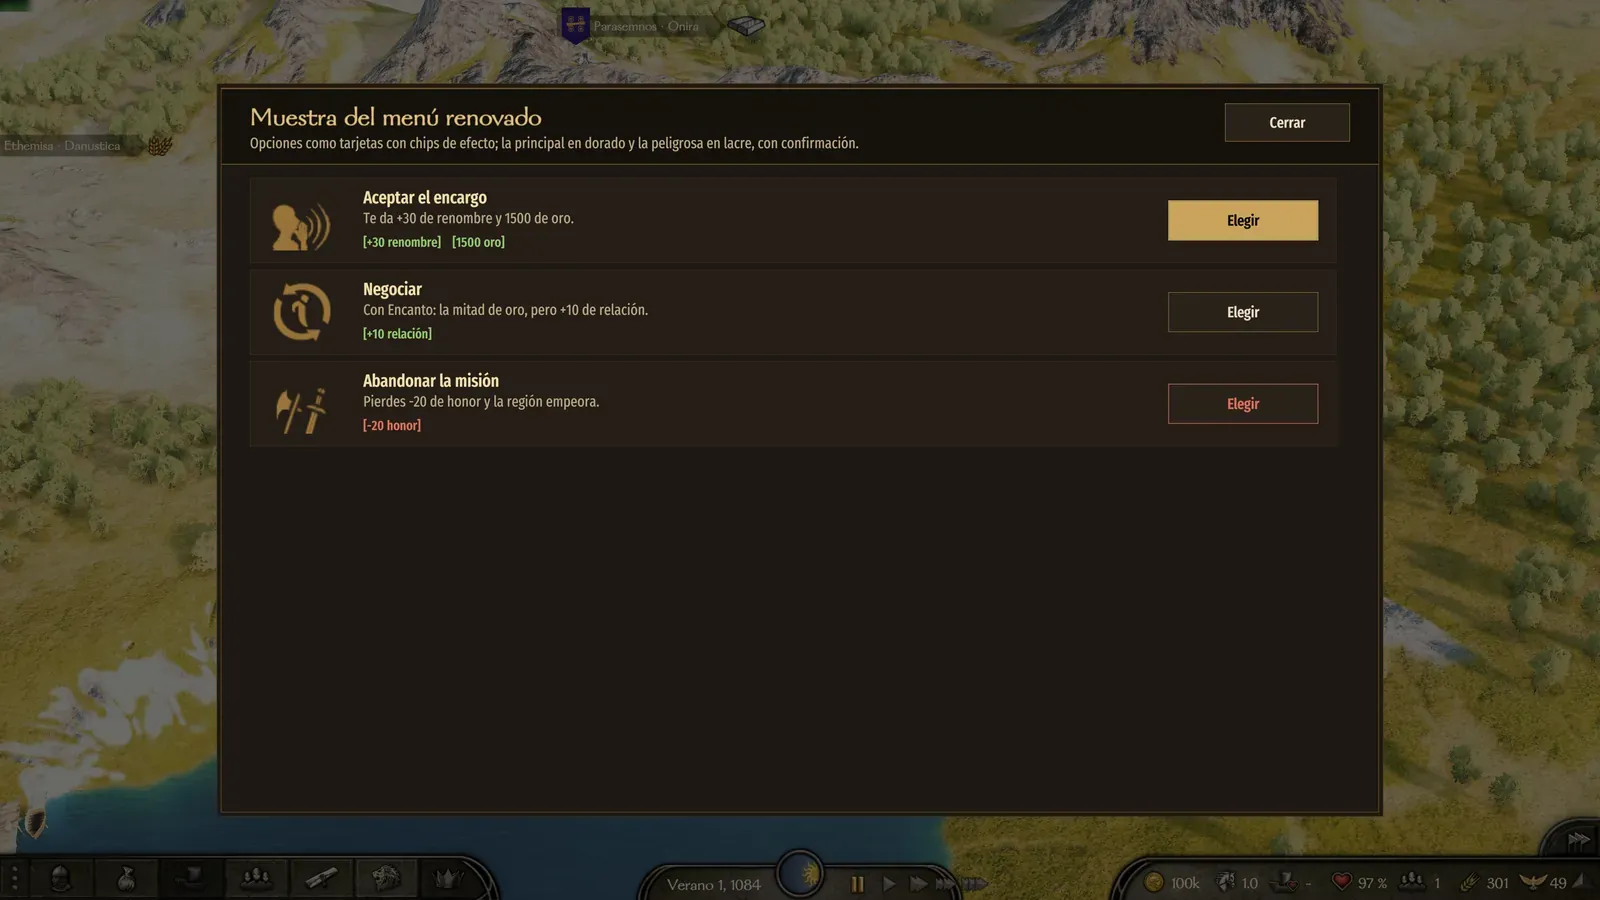 Parasemnos · Onira
Ethemisa · Danustica
Muestra del menú renovado
Opciones como tarjetas con chips de efecto; la principal en dorado y la peligrosa en lacre, con confirmación.
Cerrar
Aceptar el encargo
Te da +30 de renombre y 1500 de oro.
[+30 renombre] [1500 oro]
Elegir
Negociar
Con Encanto: la mitad de oro, pero +10 de relación.
[+10 relación]
Elegir
Abandonar la misión
Pierdes -20 de honor y la región empeora.
[-20 honor]
Elegir
Verano 1, 1084
100k 1.0 - 97 % 1 301 49